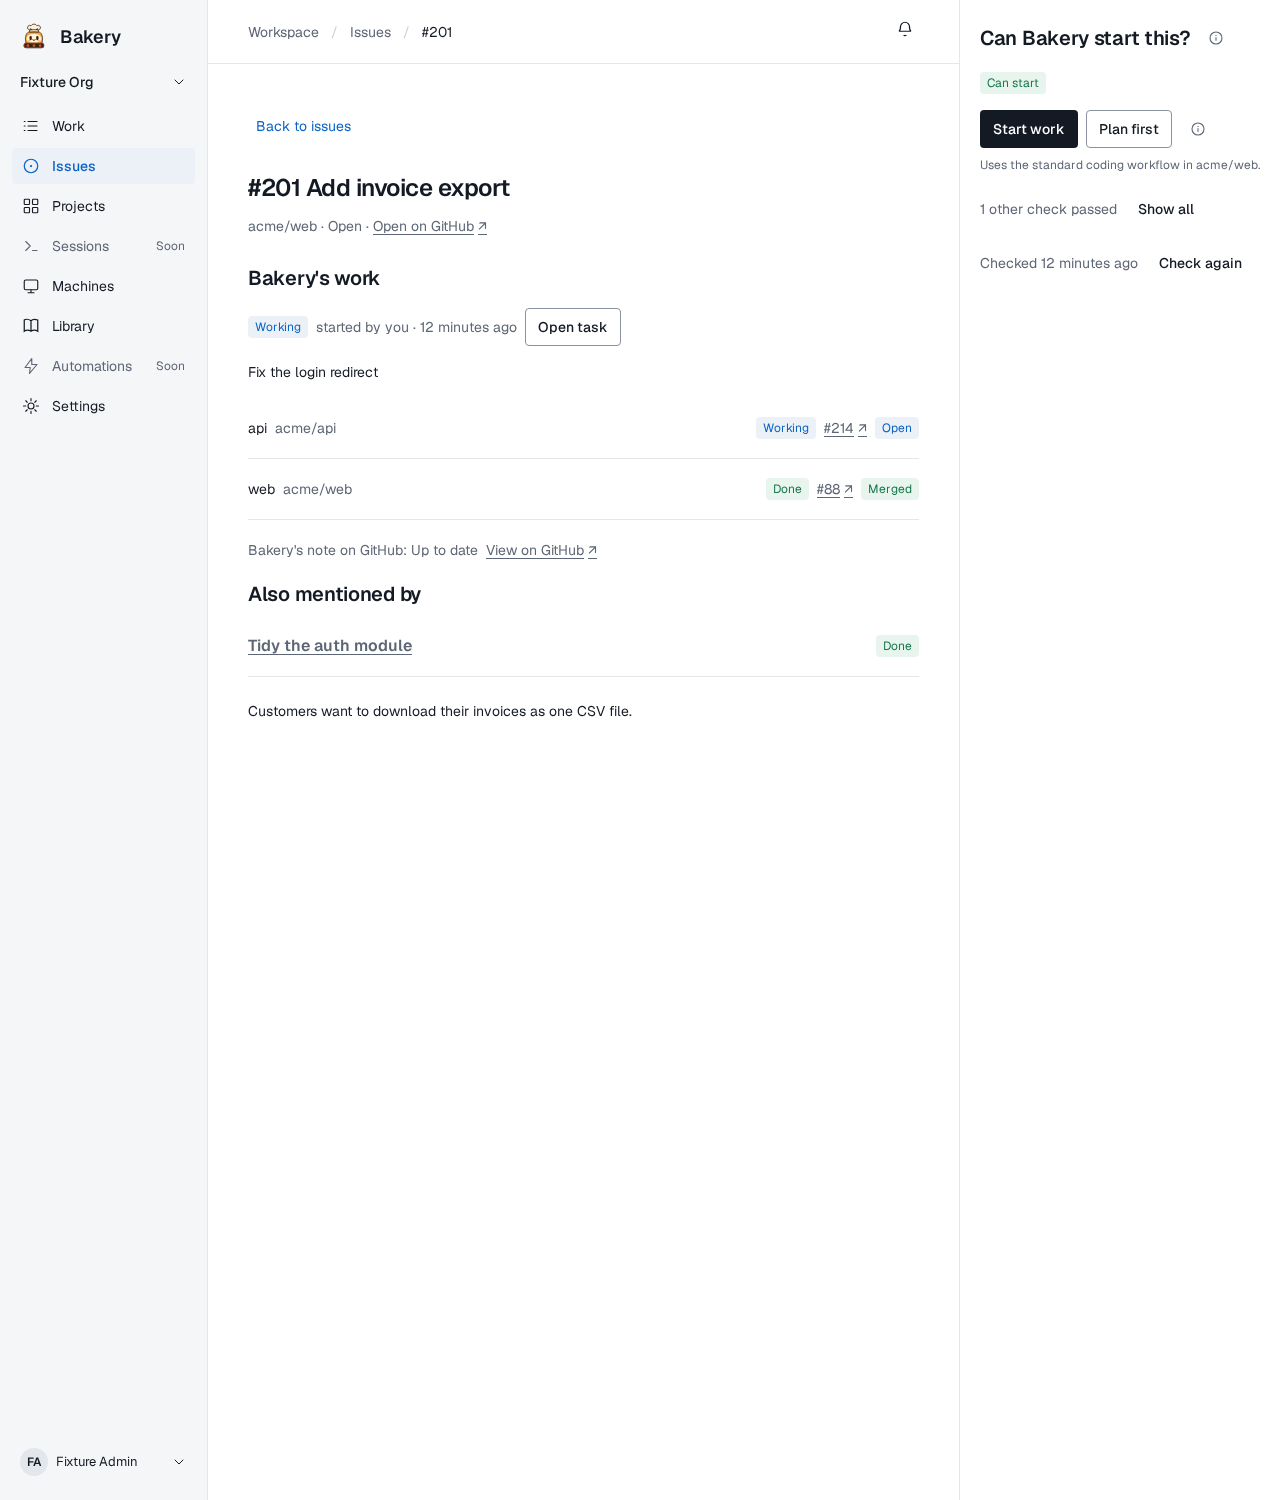 Bakery
Fixture Org
Work
Issues
Projects
Sessions Soon
Machines
Library
Automations Soon
Settings
FA Fixture Admin
Workspace / Issues / #201
Back to issues
#201 Add invoice export
acme/web · Open · Open on GitHub ↗
Bakery's work
Working started by you · 12 minutes ago Open task
Fix the login redirect
api acme/api Working #214 ↗ Open
web acme/web Done #88 ↗ Merged
Bakery's note on GitHub: Up to date View on GitHub ↗
Also mentioned by
Tidy the auth module Done
Customers want to download their invoices as one CSV file.
Can Bakery start this?
Can start
Start work Plan first
Uses the standard coding workflow in acme/web.
1 other check passed Show all
Checked 12 minutes ago Check again